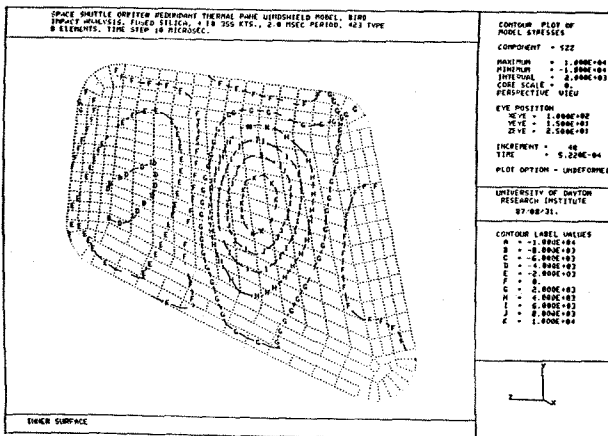 SPACE SHUTTLE ORBITER REDUNDANT THERMAL PANE WINDSHIELD MODEL, BIRD
IMPACT ANALYSIS, FUSED SILICA, 4 lB 355 KTS., 2.0 MSEC PERIOD, 423 TYPE
8 ELEMENTS, TIME STEP 10 MICROSEC.
CONTOUR PLOT OF
MODEL STRESSES
COMPONENT = SZZ
MAXIMUM = 1.000E+04
MINIMUM = -1.000E+04
INTERVAL = 2.000E+03
CORE SCALE = 0.
PERSPECTIVE VIEW
EYE POSITION
XEYE = 1.000E+02
YEYE = 1.500E+01
ZEYE = 2.500E+01
INCREMENT = 40
TIME = 5.220E-04
PLOT OPTION - UNDEFORMED
UNIVERSITY OF DAYTON
RESEARCH INSTITUTE
87/08/31.
CONTOUR LABEL VALUES
A = -1.000E+04
B = -8.000E+03
C = -6.000E+03
D = -4.000E+03
E = -2.000E+03
F = 0.
G = 2.000E+03
H = 4.000E+03
I = 6.000E+03
J = 8.000E+03
K = 1.000E+04
Y
Z
X
INNER SURFACE